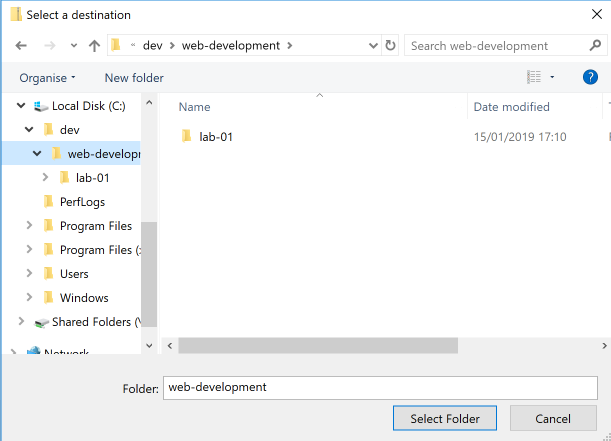 Select a destination
« dev > web-development >
Search web-development
Organise
New folder
?
Local Disk (C:)
dev
web-developr
lab-01
PerfLogs
Program Files
Program Files (
Users
Windows
Shared Folders (
Network
Name
Date modified
lab-01
15/01/2019 17:10
Folder:
web-development
Select Folder
Cancel